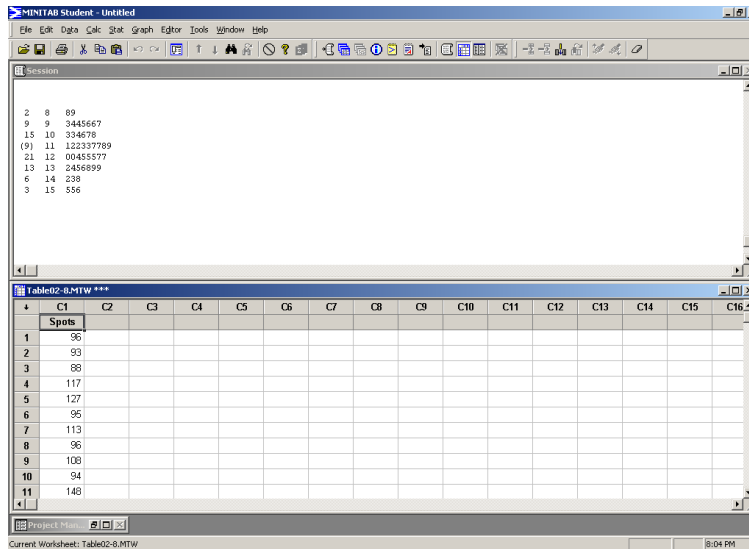 MINITAB Student - Untitled
File Edit Data Calc Stat Graph Editor Tools Window Help
Session
2 8 89
9 9 3445667
15 10 334678
(9) 11 122337789
21 12 00455577
13 13 2456899
6 14 238
3 15 556
Table02-8.MTW ***
C1 C2 C3 C4 C5 C6 C7 C8 C9 C10 C11 C12 C13 C14 C15 C16
Spots
1 96
2 93
3 88
4 117
5 127
6 95
7 113
8 96
9 108
10 94
11 148
Project Man...
Current Worksheet: Table02-8.MTW 8:04 PM